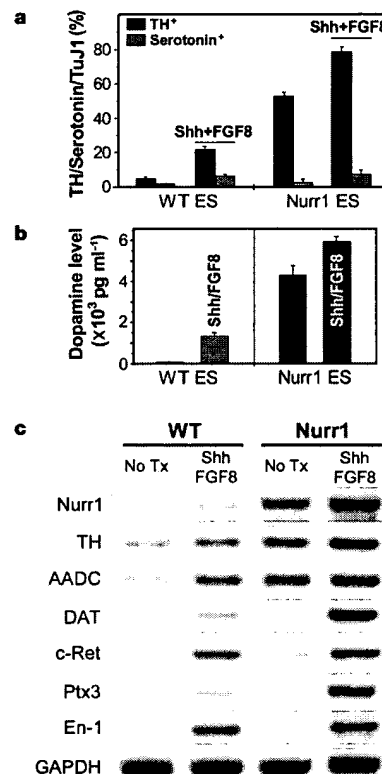 a
TH/Serotonin/TuJ1 (%)
80
60
40
20
0
TH+
Serotonin+
Shh+FGF8
Shh+FGF8
WT ES
Nurr1 ES
b
Dopamine level
(x10³ pg ml⁻¹)
6
4
2
0
Shh/FGF8
Shh/FGF8
WT ES
Nurr1 ES
c
WT Nurr1
No Tx Shh FGF8 No Tx Shh FGF8
Nurr1
TH
AADC
DAT
c-Ret
Ptx3
En-1
GAPDH